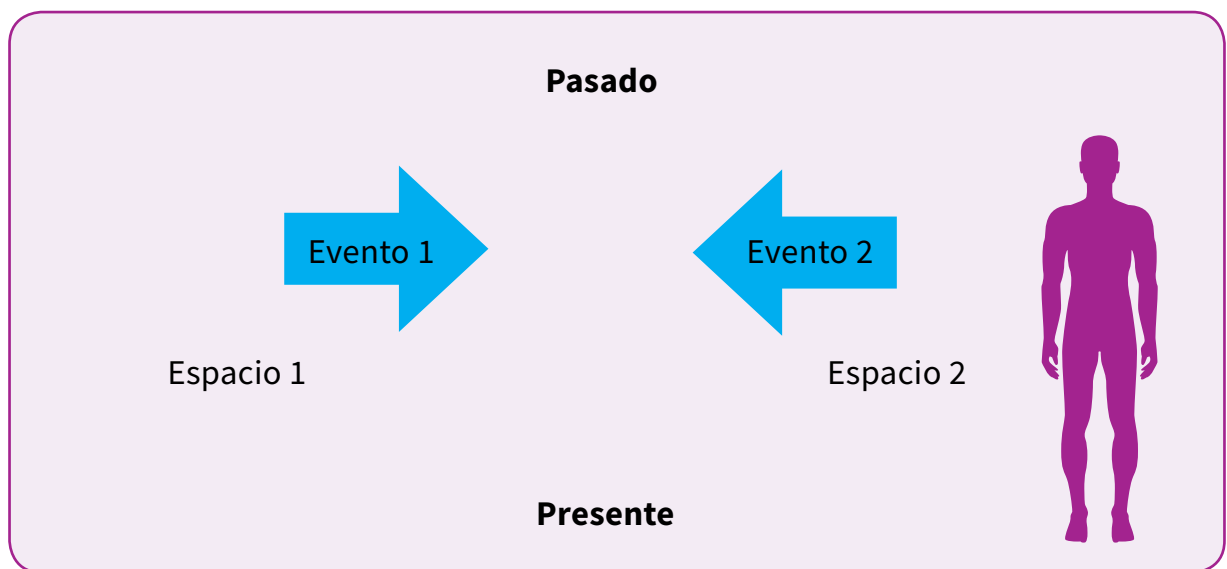 Pasado
Evento 1
Evento 2
Espacio 1
Espacio 2
Presente